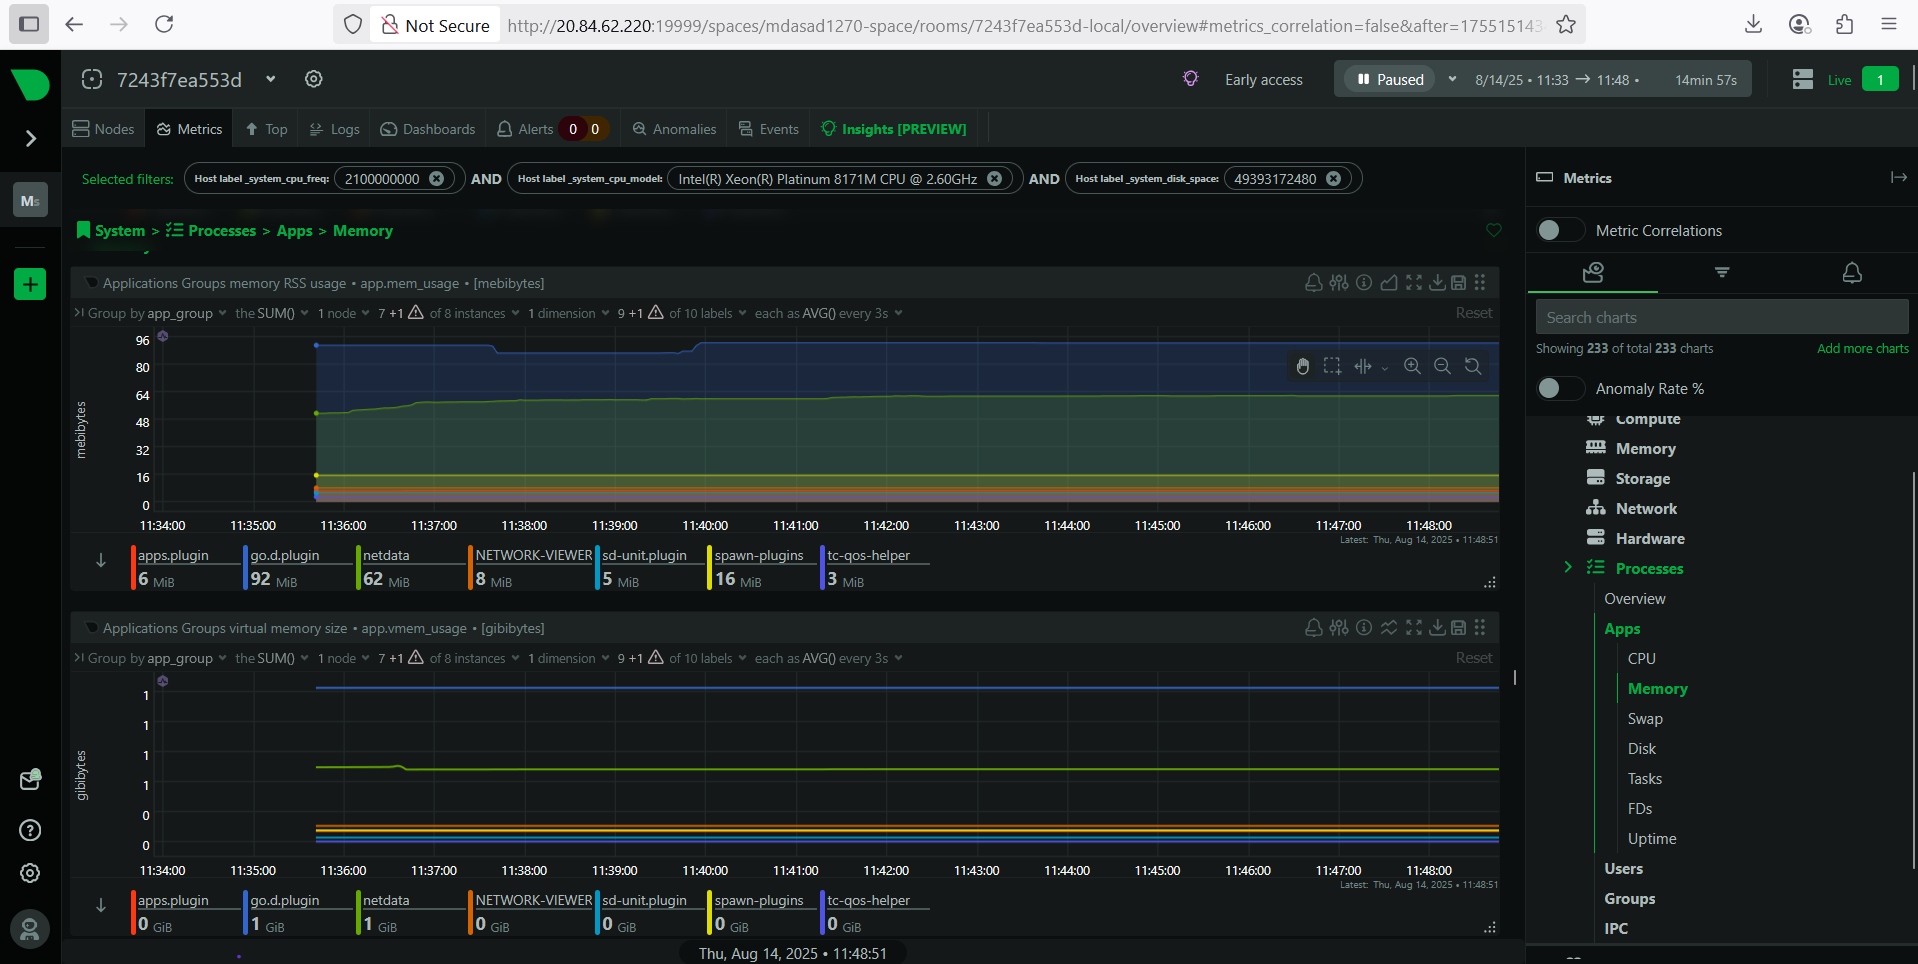 Not Secure http://20.84.62.220:19999/spaces/mdasad1270-space/rooms/7243f7ea553d-local/overview#metrics_correlation=false&after=175515143
7243f7ea553d Early access Paused 8/14/25 • 11:33 → 11:48 • 14min 57s Live 1
Nodes Metrics Top Logs Dashboards Alerts 0 0 Anomalies Events Insights [PREVIEW]
Selected filters: Host label _system_cpu_freq: 2100000000 AND Host label _system_cpu_model: Intel(R) Xeon(R) Platinum 8171M CPU @ 2.60GHz AND Host label _system_disk_space: 49393172480
Ms
System > Processes > Apps > Memory
Applications Groups memory RSS usage • app.mem_usage • [mebibytes]
Group by app_group the SUM() 1 node 7 +1 of 8 instances 1 dimension 9 +1 of 10 labels each as AVG() every 3s Reset
mebibytes
96
80
64
48
32
16
0
11:34:00 11:35:00 11:36:00 11:37:00 11:38:00 11:39:00 11:40:00 11:41:00 11:42:00 11:43:00 11:44:00 11:45:00 11:46:00 11:47:00 11:48:00
Latest: Thu, Aug 14, 2025 • 11:48:51
apps.plugin go.d.plugin netdata NETWORK-VIEWER sd-unit.plugin spawn-plugins tc-qos-helper
6 MiB 92 MiB 62 MiB 8 MiB 5 MiB 16 MiB 3 MiB
Applications Groups virtual memory size • app.vmem_usage • [gibibytes]
Group by app_group the SUM() 1 node 7 +1 of 8 instances 1 dimension 9 +1 of 10 labels each as AVG() every 3s Reset
gibibytes
1
1
1
1
0
0
11:34:00 11:35:00 11:36:00 11:37:00 11:38:00 11:39:00 11:40:00 11:41:00 11:42:00 11:43:00 11:44:00 11:45:00 11:46:00 11:47:00 11:48:00
Latest: Thu, Aug 14, 2025 • 11:48:51
apps.plugin go.d.plugin netdata NETWORK-VIEWER sd-unit.plugin spawn-plugins tc-qos-helper
0 GiB 1 GiB 1 GiB 0 GiB 0 GiB 0 GiB 0 GiB
Thu, Aug 14, 2025 • 11:48:51
Metrics
Metric Correlations
Search charts
Showing 233 of total 233 charts Add more charts
Anomaly Rate %
Compute
Memory
Storage
Network
Hardware
Processes
Overview
Apps
CPU
Memory
Swap
Disk
Tasks
FDs
Uptime
Users
Groups
IPC